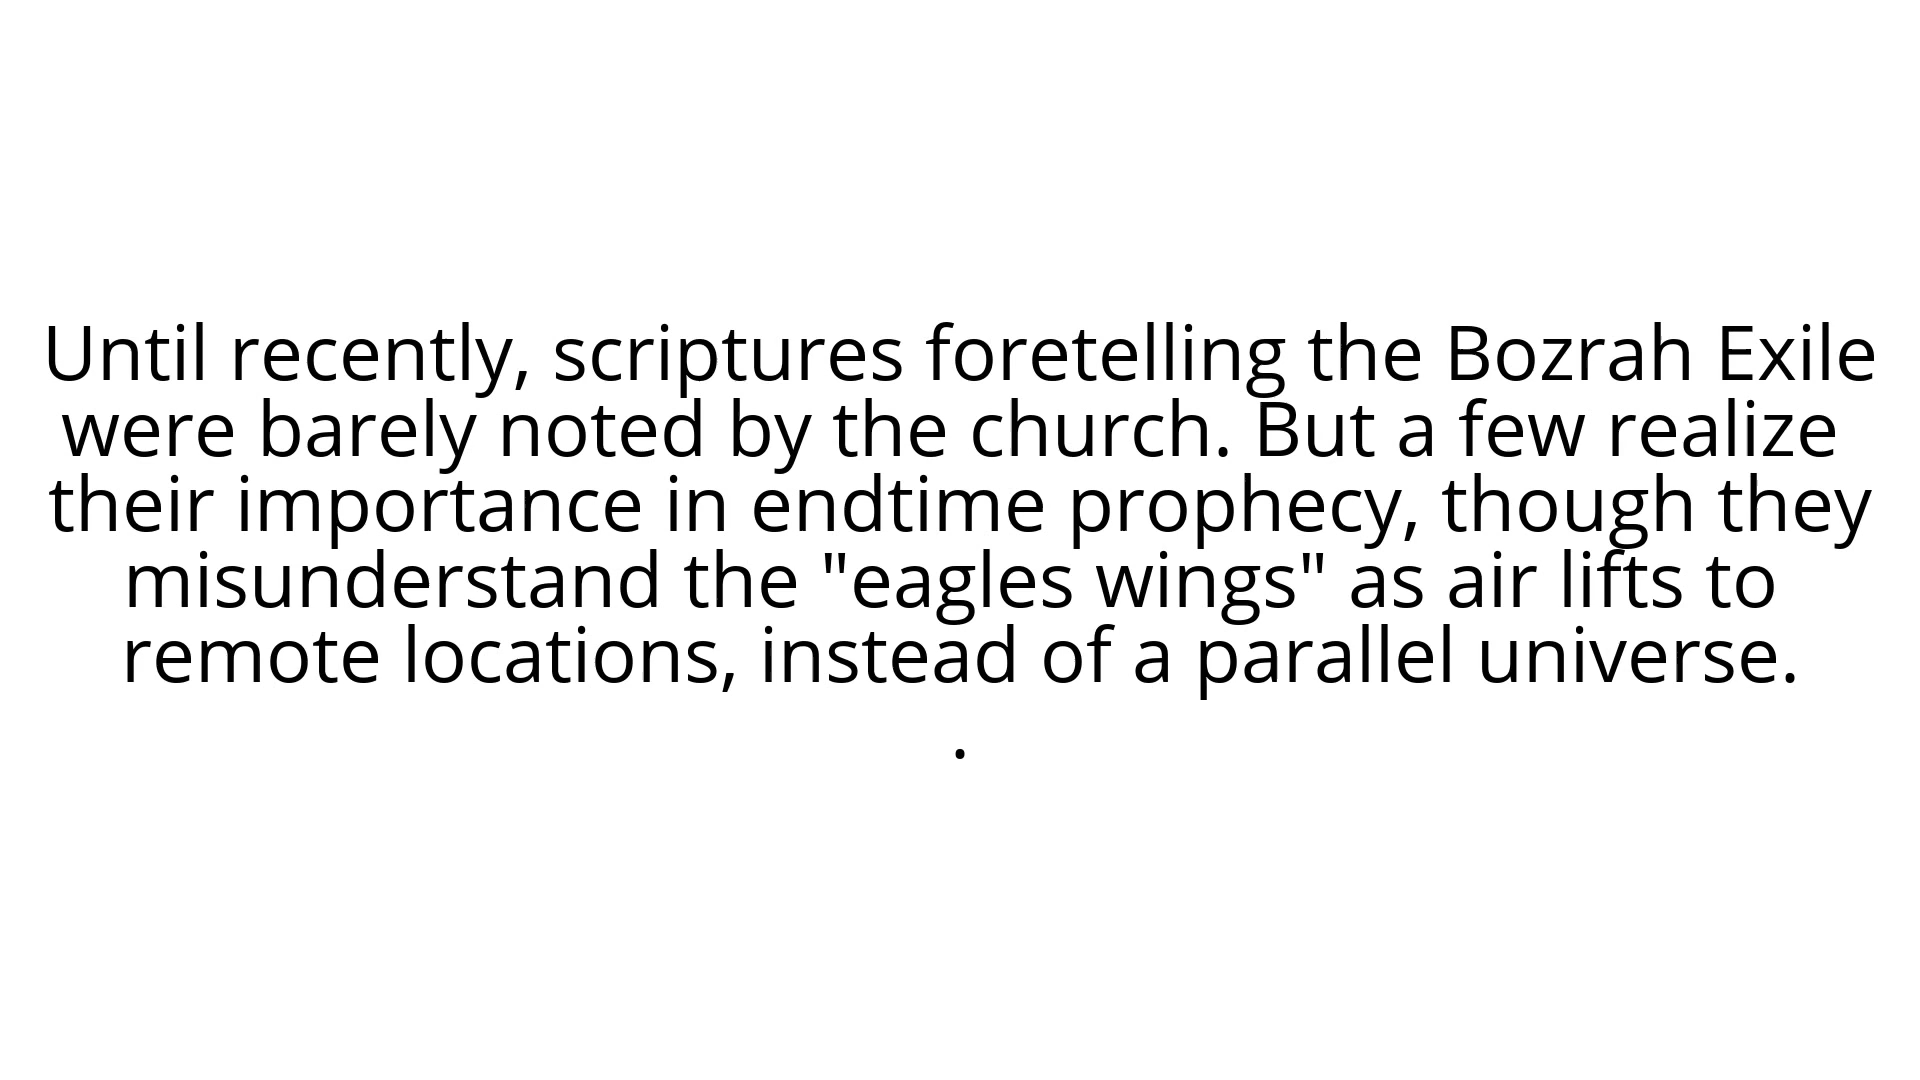 Until recently, scriptures foretelling the Bozrah Exile
were barely noted by the church. But a few realize
their importance in endtime prophecy, though they
misunderstand the "eagles wings" as air lifts to
remote locations, instead of a parallel universe.
.